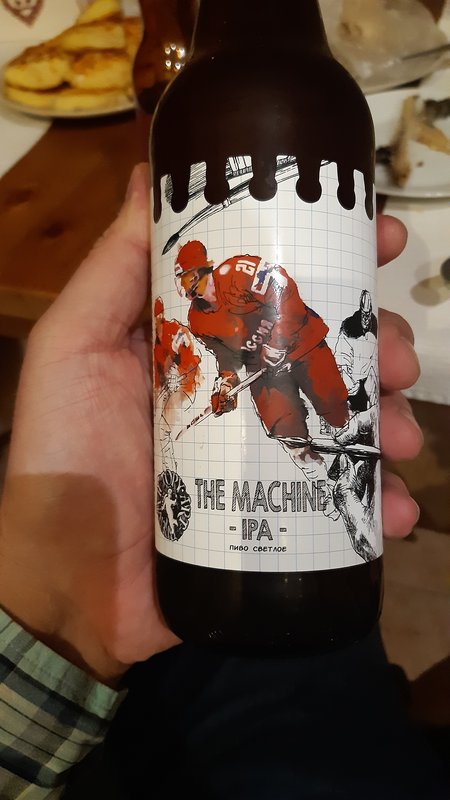 THE MACHINE
- IPA -
ПИВО СВЕТЛОЕ